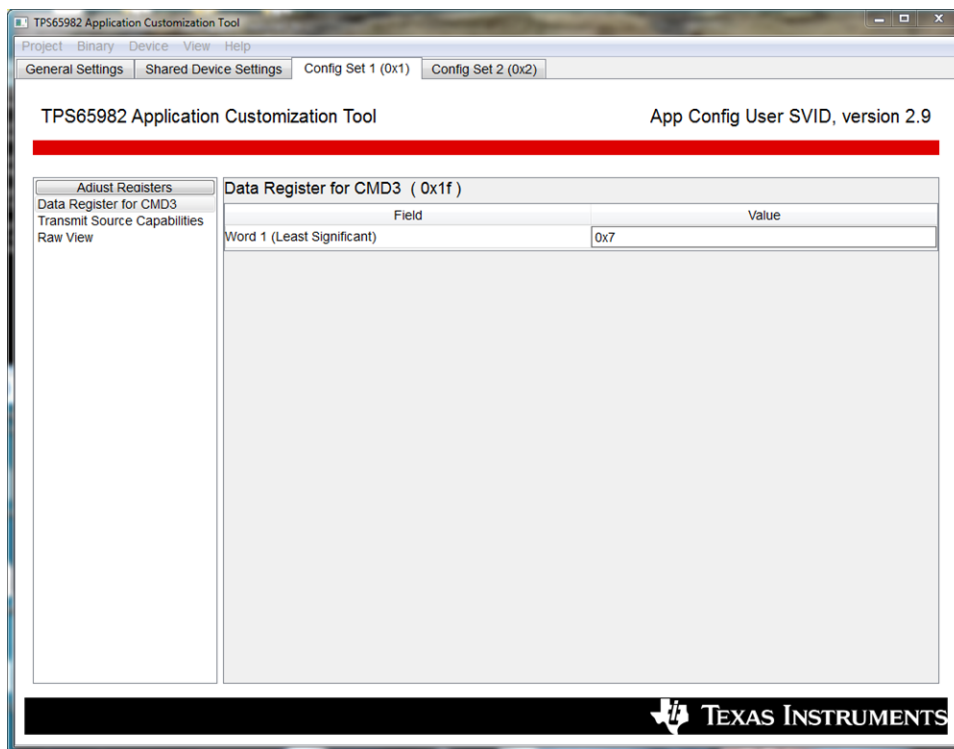 TPS65982 Application Customization Tool
Project Binary Device View Help
General Settings Shared Device Settings Config Set 1 (0x1) Config Set 2 (0x2)
TPS65982 Application Customization Tool App Config User SVID, version 2.9
Adjust Registers
Data Register for CMD3
Transmit Source Capabilities
Raw View
Data Register for CMD3 ( 0x1f )
Field Value
Word 1 (Least Significant) 0x7
TEXAS INSTRUMENTS